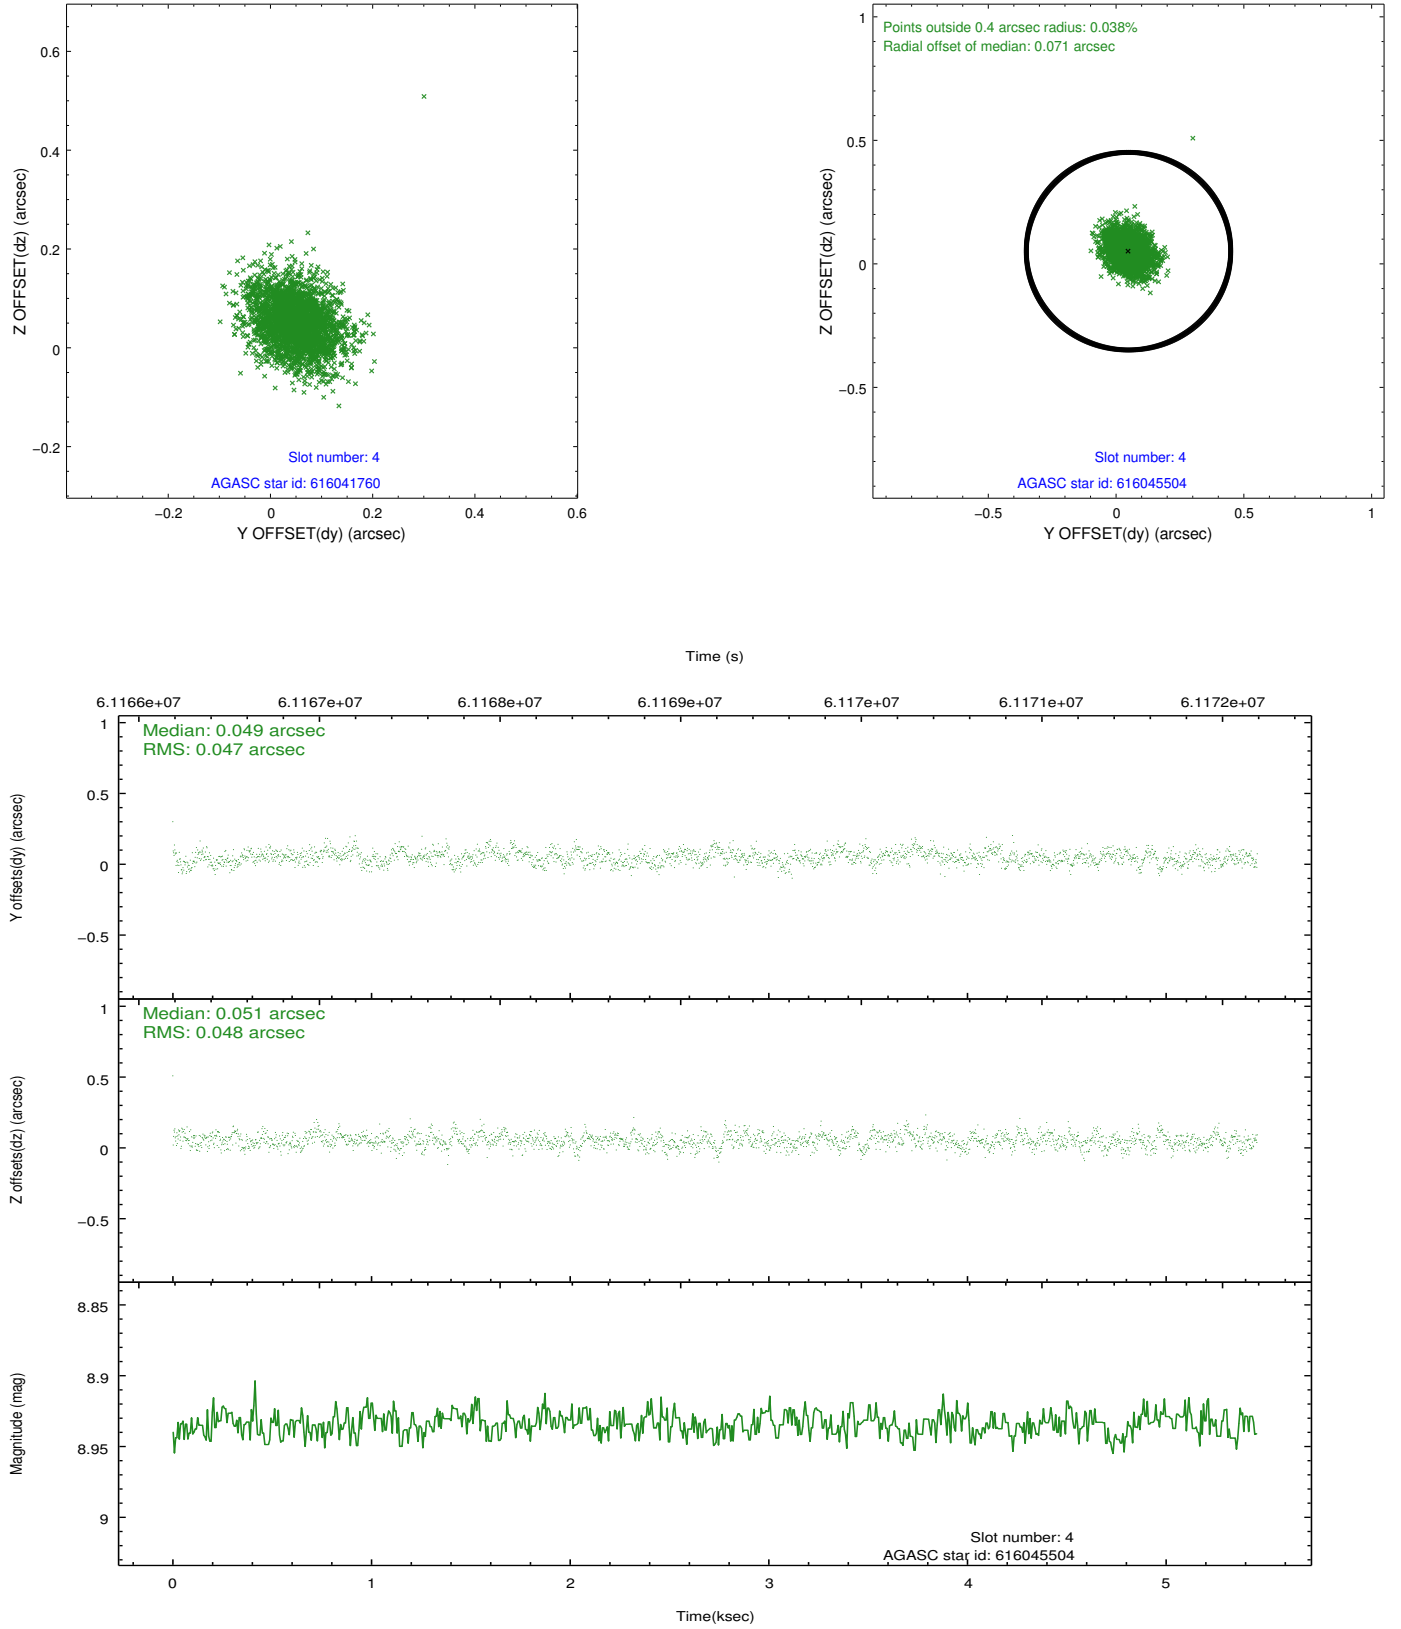 0.6
0.4
0.2
0
−0.2
Z OFFSET(dz) (arcsec)
Slot number: 4
AGASC star id: 616041760
−0.2 0 0.2 0.4 0.6
Y OFFSET(dy) (arcsec)
Points outside 0.4 arcsec radius: 0.038%
Radial offset of median: 0.071 arcsec
1
0.5
0
−0.5
Z OFFSET(dz) (arcsec)
Slot number: 4
AGASC star id: 616045504
−0.5 0 0.5 1
Y OFFSET(dy) (arcsec)
Time (s)
6.1166e+07 6.1167e+07 6.1168e+07 6.1169e+07 6.117e+07 6.1171e+07 6.1172e+07
Median: 0.049 arcsec
RMS: 0.047 arcsec
1
0.5
0
−0.5
Y offsets(dy) (arcsec)
Median: 0.051 arcsec
RMS: 0.048 arcsec
1
0.5
0
−0.5
Z offsets(dz) (arcsec)
8.85
8.9
8.95
9
Magnitude (mag)
Slot number: 4
AGASC star id: 616045504
0 1 2 3 4 5
Time(ksec)